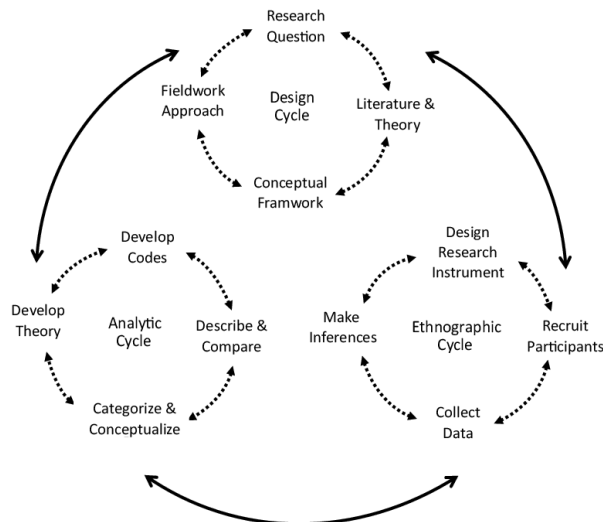 Research
Question
Fieldwork
Approach
Design
Cycle
Literature &
Theory
Conceptual
Framwork
Develop
Codes
Develop
Theory
Analytic
Cycle
Describe &
Compare
Categorize &
Conceptualize
Design
Research
Instrument
Make
Inferences
Ethnographic
Cycle
Recruit
Participants
Collect
Data